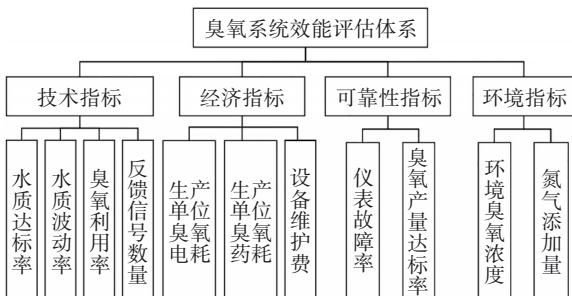 臭氧系统效能评估体系
技术指标
经济指标
可靠性指标
环境指标
水质达标率
水质波动率
臭氧利用率
反馈信号数量
生产单位臭氧电耗
生产单位臭氧药耗
设备维护费
仪表故障率
臭氧产量达标率
环境臭氧浓度
氮气添加量